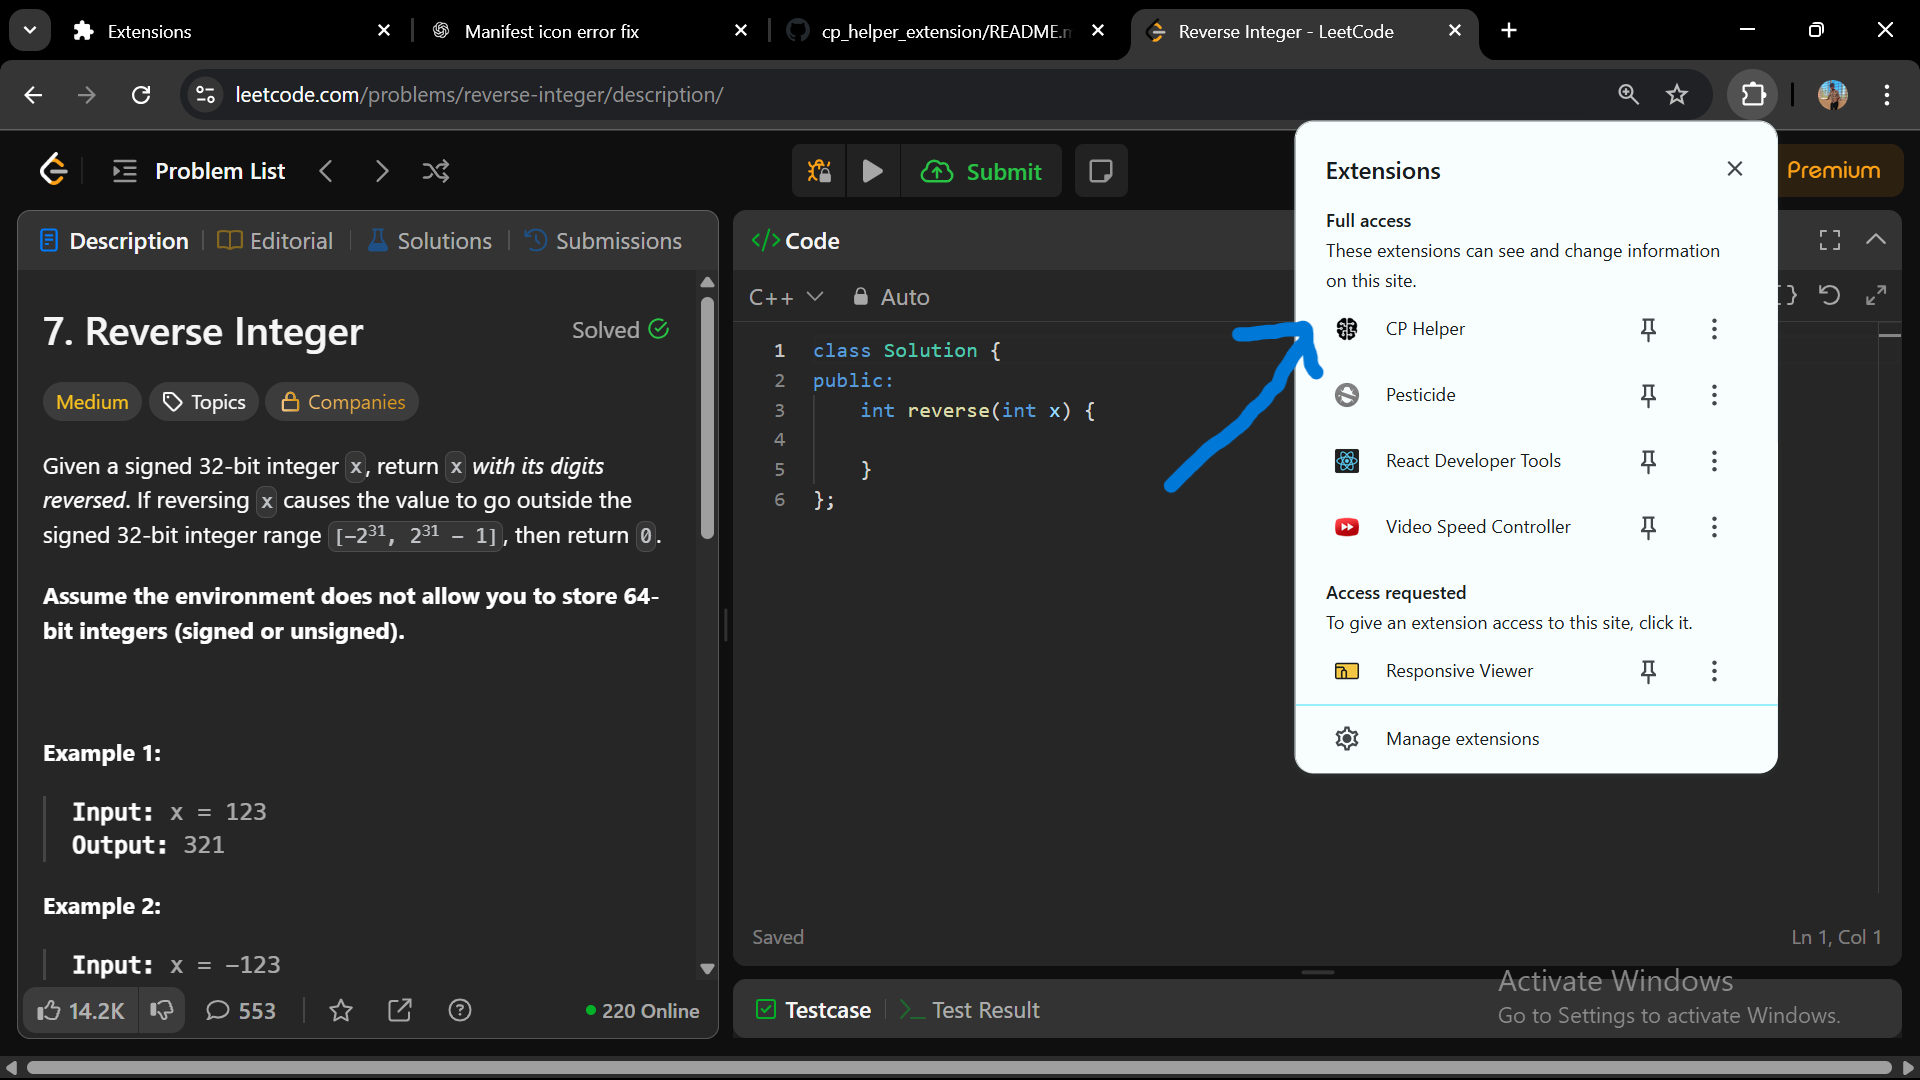 Extensions
Manifest icon error fix
cp_helper_extension/README.m
Reverse Integer - LeetCode
leetcode.com/problems/reverse-integer/description/
Problem List
Submit
Premium
Description
Editorial
Solutions
Submissions
7. Reverse Integer
Solved
Medium
Topics
Companies
Given a signed 32-bit integer x, return x with its digits
reversed. If reversing x causes the value to go outside the
signed 32-bit integer range [-2³¹, 2³¹ - 1], then return 0.
Assume the environment does not allow you to store 64-
bit integers (signed or unsigned).
Example 1:
Input: x = 123
Output: 321
Example 2:
Input: x = -123
14.2K
553
220 Online
</> Code
C++
Auto
1 class Solution {
2 public:
3 int reverse(int x) {
4
5 }
6 };
Saved
Ln 1, Col 1
Testcase
Test Result
Extensions
Full access
These extensions can see and change information
on this site.
CP Helper
Pesticide
React Developer Tools
Video Speed Controller
Access requested
To give an extension access to this site, click it.
Responsive Viewer
Manage extensions
Activate Windows
Go to Settings to activate Windows.